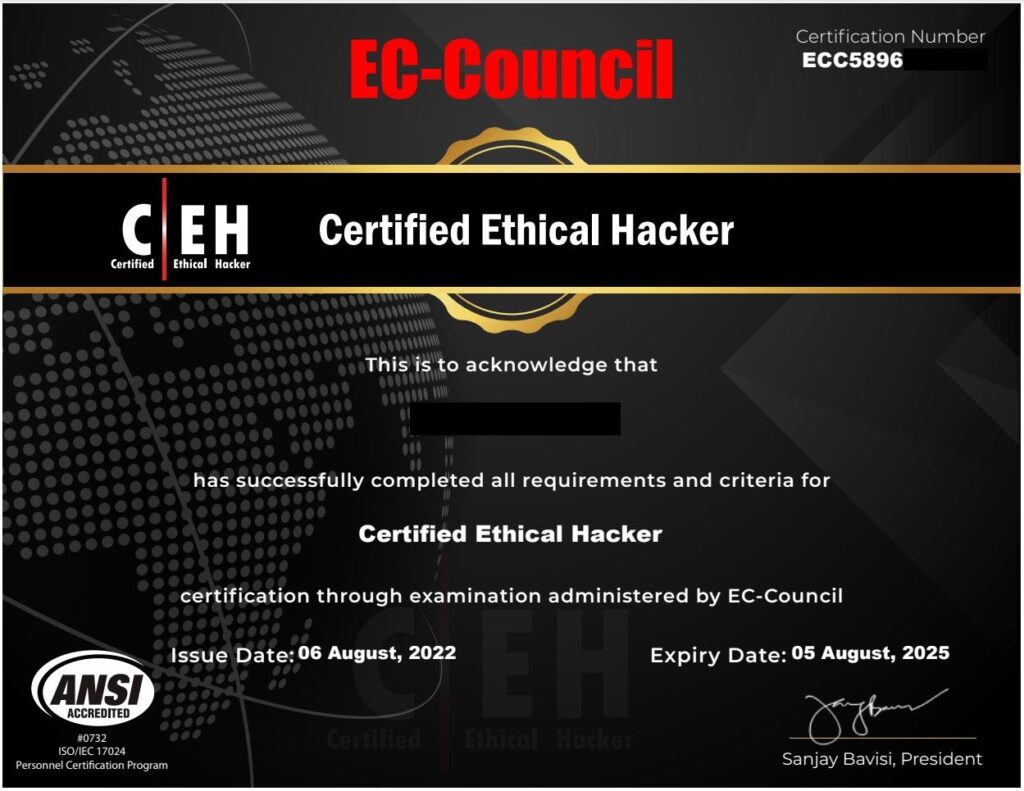 EC-Council
Certification Number
ECC5896
C EH
Certified Ethical Hacker
Certified Ethical Hacker
This is to acknowledge that
has successfully completed all requirements and criteria for
Certified Ethical Hacker
certification through examination administered by EC-Council
Issue Date: 06 August, 2022
Expiry Date: 05 August, 2025
C EH
Certified Ethical Hacker
ANSI
ACCREDITED
#0732
ISO/IEC 17024
Personnel Certification Program
Sanjay Bavisi, President